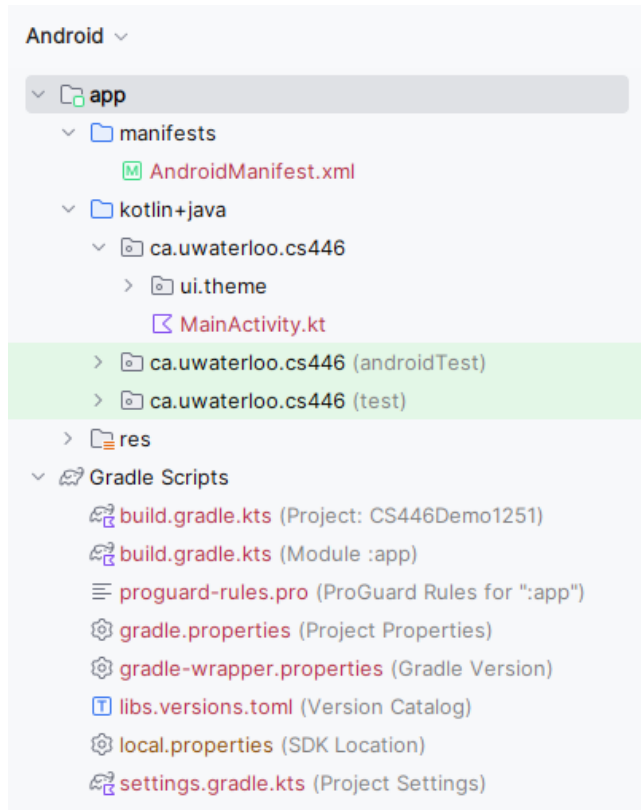 Android
app
manifests
M AndroidManifest.xml
kotlin+java
ca.uwaterloo.cs446
ui.theme
MainActivity.kt
ca.uwaterloo.cs446 (androidTest)
ca.uwaterloo.cs446 (test)
res
Gradle Scripts
build.gradle.kts (Project: CS446Demo1251)
build.gradle.kts (Module :app)
proguard-rules.pro (ProGuard Rules for ":app")
gradle.properties (Project Properties)
gradle-wrapper.properties (Gradle Version)
T libs.versions.toml (Version Catalog)
local.properties (SDK Location)
settings.gradle.kts (Project Settings)